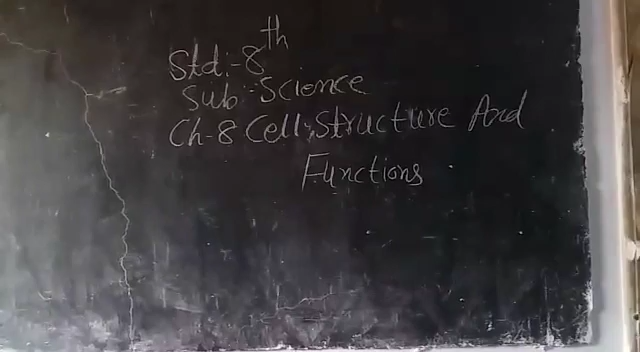 Std:-8th
Sub:-Science
Ch-8 Cell:Structure And
Functions